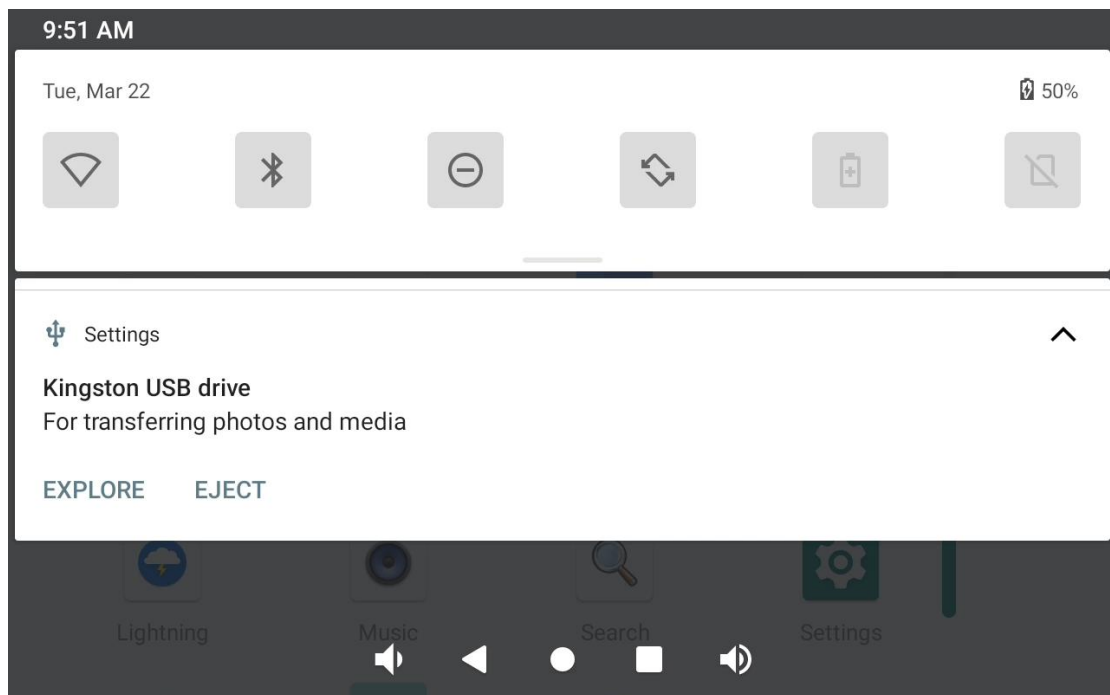 9:51 AM
Tue, Mar 22
50%
Settings
Kingston USB drive
For transferring photos and media
EXPLORE EJECT
Lightning Music Search Settings